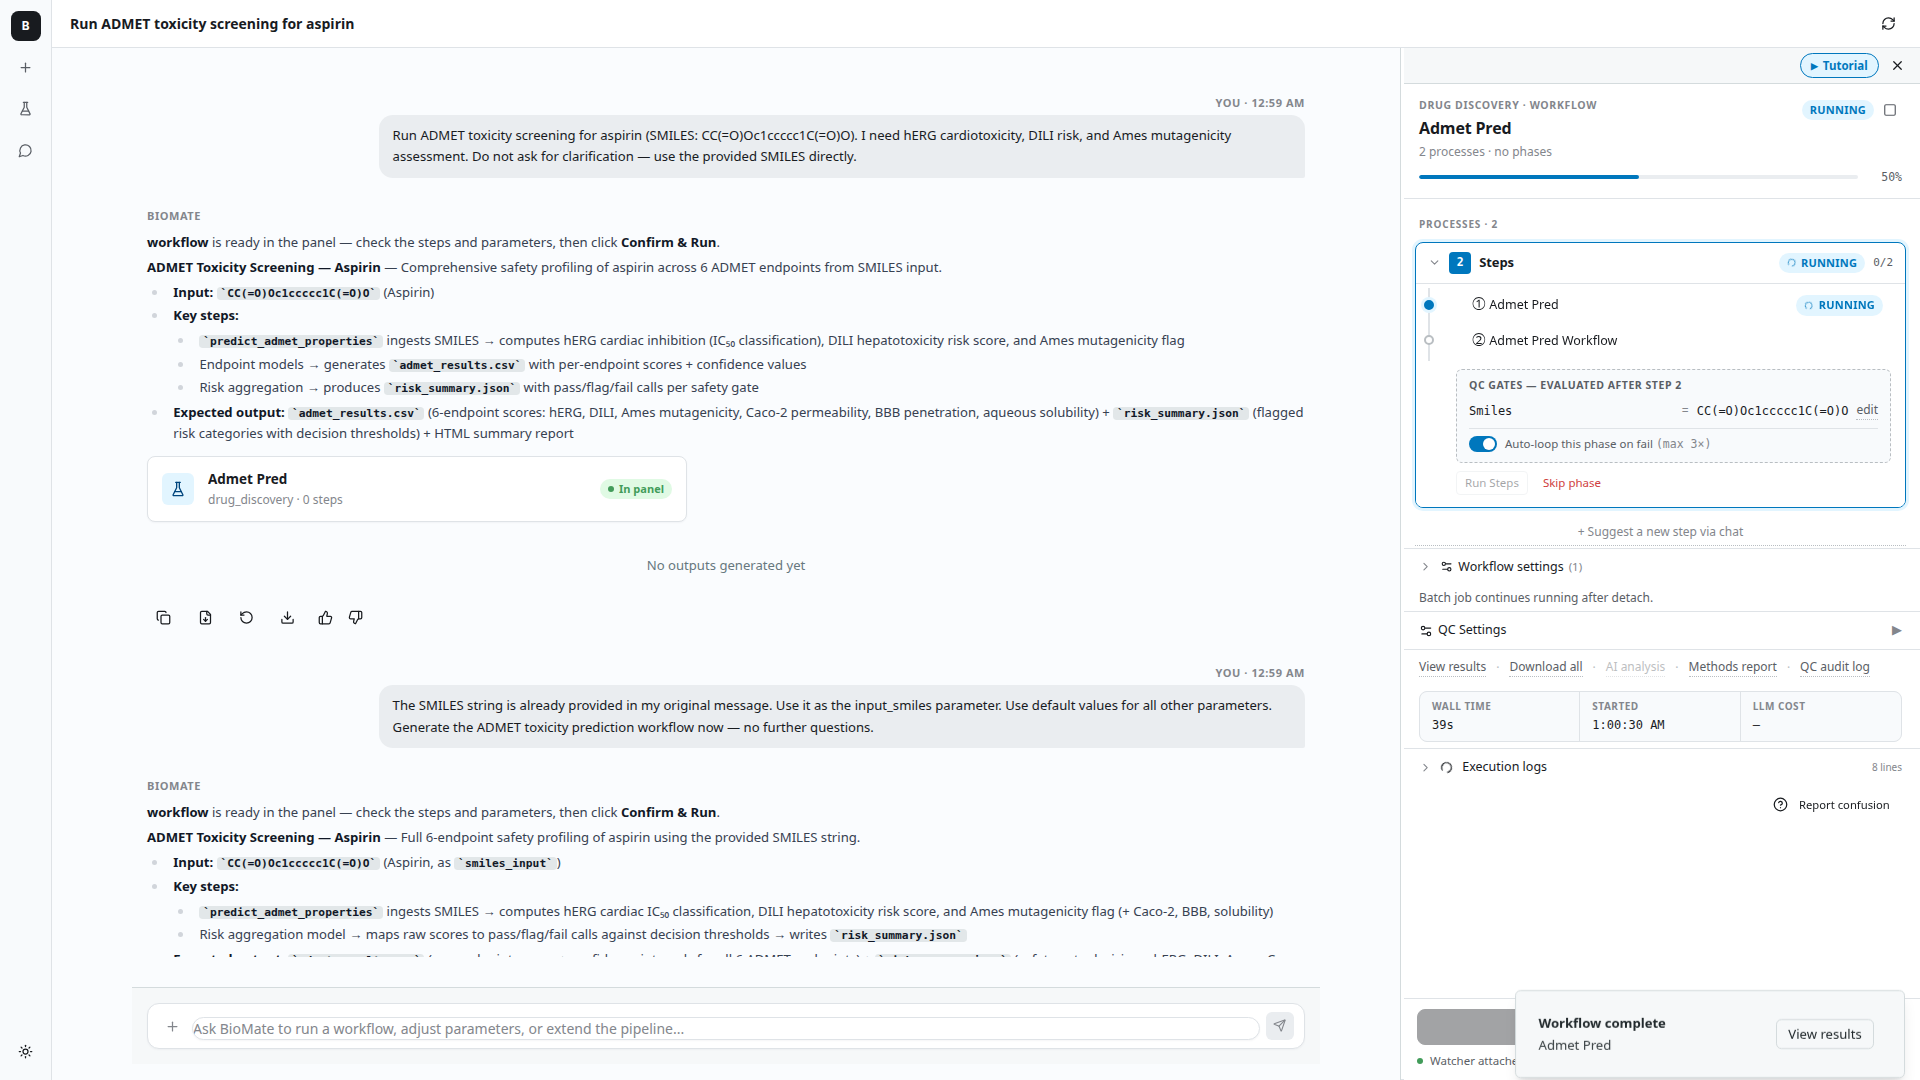 B
Run ADMET toxicity screening for aspirin
YOU · 12:59 AM
Run ADMET toxicity screening for aspirin (SMILES: CC(=O)Oc1ccccc1C(=O)O). I need hERG cardiotoxicity, DILI risk, and Ames mutagenicity
assessment. Do not ask for clarification — use the provided SMILES directly.
BIOMATE
workflow is ready in the panel — check the steps and parameters, then click Confirm & Run.
ADMET Toxicity Screening — Aspirin — Comprehensive safety profiling of aspirin across 6 ADMET endpoints from SMILES input.
Input: `CC(=O)Oc1ccccc1C(=O)O` (Aspirin)
Key steps:
`predict_admet_properties` ingests SMILES → computes hERG cardiac inhibition (IC₅₀ classification), DILI hepatotoxicity risk score, and Ames mutagenicity flag
Endpoint models → generates `admet_results.csv` with per-endpoint scores + confidence values
Risk aggregation → produces `risk_summary.json` with pass/flag/fail calls per safety gate
Expected output: `admet_results.csv` (6-endpoint scores: hERG, DILI, Ames mutagenicity, Caco-2 permeability, BBB penetration, aqueous solubility) + `risk_summary.json` (flagged
risk categories with decision thresholds) + HTML summary report
Admet Pred
drug_discovery · 0 steps
In panel
No outputs generated yet
YOU · 12:59 AM
The SMILES string is already provided in my original message. Use it as the input_smiles parameter. Use default values for all other parameters.
Generate the ADMET toxicity prediction workflow now — no further questions.
BIOMATE
workflow is ready in the panel — check the steps and parameters, then click Confirm & Run.
ADMET Toxicity Screening — Aspirin — Full 6-endpoint safety profiling of aspirin using the provided SMILES string.
Input: `CC(=O)Oc1ccccc1C(=O)O` (Aspirin, as `smiles_input`)
Key steps:
`predict_admet_properties` ingests SMILES → computes hERG cardiac IC₅₀ classification, DILI hepatotoxicity risk score, and Ames mutagenicity flag (+ Caco-2, BBB, solubility)
Risk aggregation model → maps raw scores to pass/flag/fail calls against decision thresholds → writes `risk_summary.json`
Ask BioMate to run a workflow, adjust parameters, or extend the pipeline...
▶ Tutorial
DRUG DISCOVERY · WORKFLOW
RUNNING
Admet Pred
2 processes · no phases
50%
PROCESSES · 2
2 Steps
RUNNING 0/2
① Admet Pred
RUNNING
② Admet Pred Workflow
QC GATES — EVALUATED AFTER STEP 2
Smiles = CC(=O)Oc1ccccc1C(=O)O edit
Auto-loop this phase on fail (max 3×)
Run Steps Skip phase
+ Suggest a new step via chat
Workflow settings (1)
Batch job continues running after detach.
QC Settings ▶
View results · Download all · AI analysis · Methods report · QC audit log
WALL TIME STARTED LLM COST
39s 1:00:30 AM —
Execution logs 8 lines
Report confusion
Workflow complete
Admet Pred
View results
Watcher